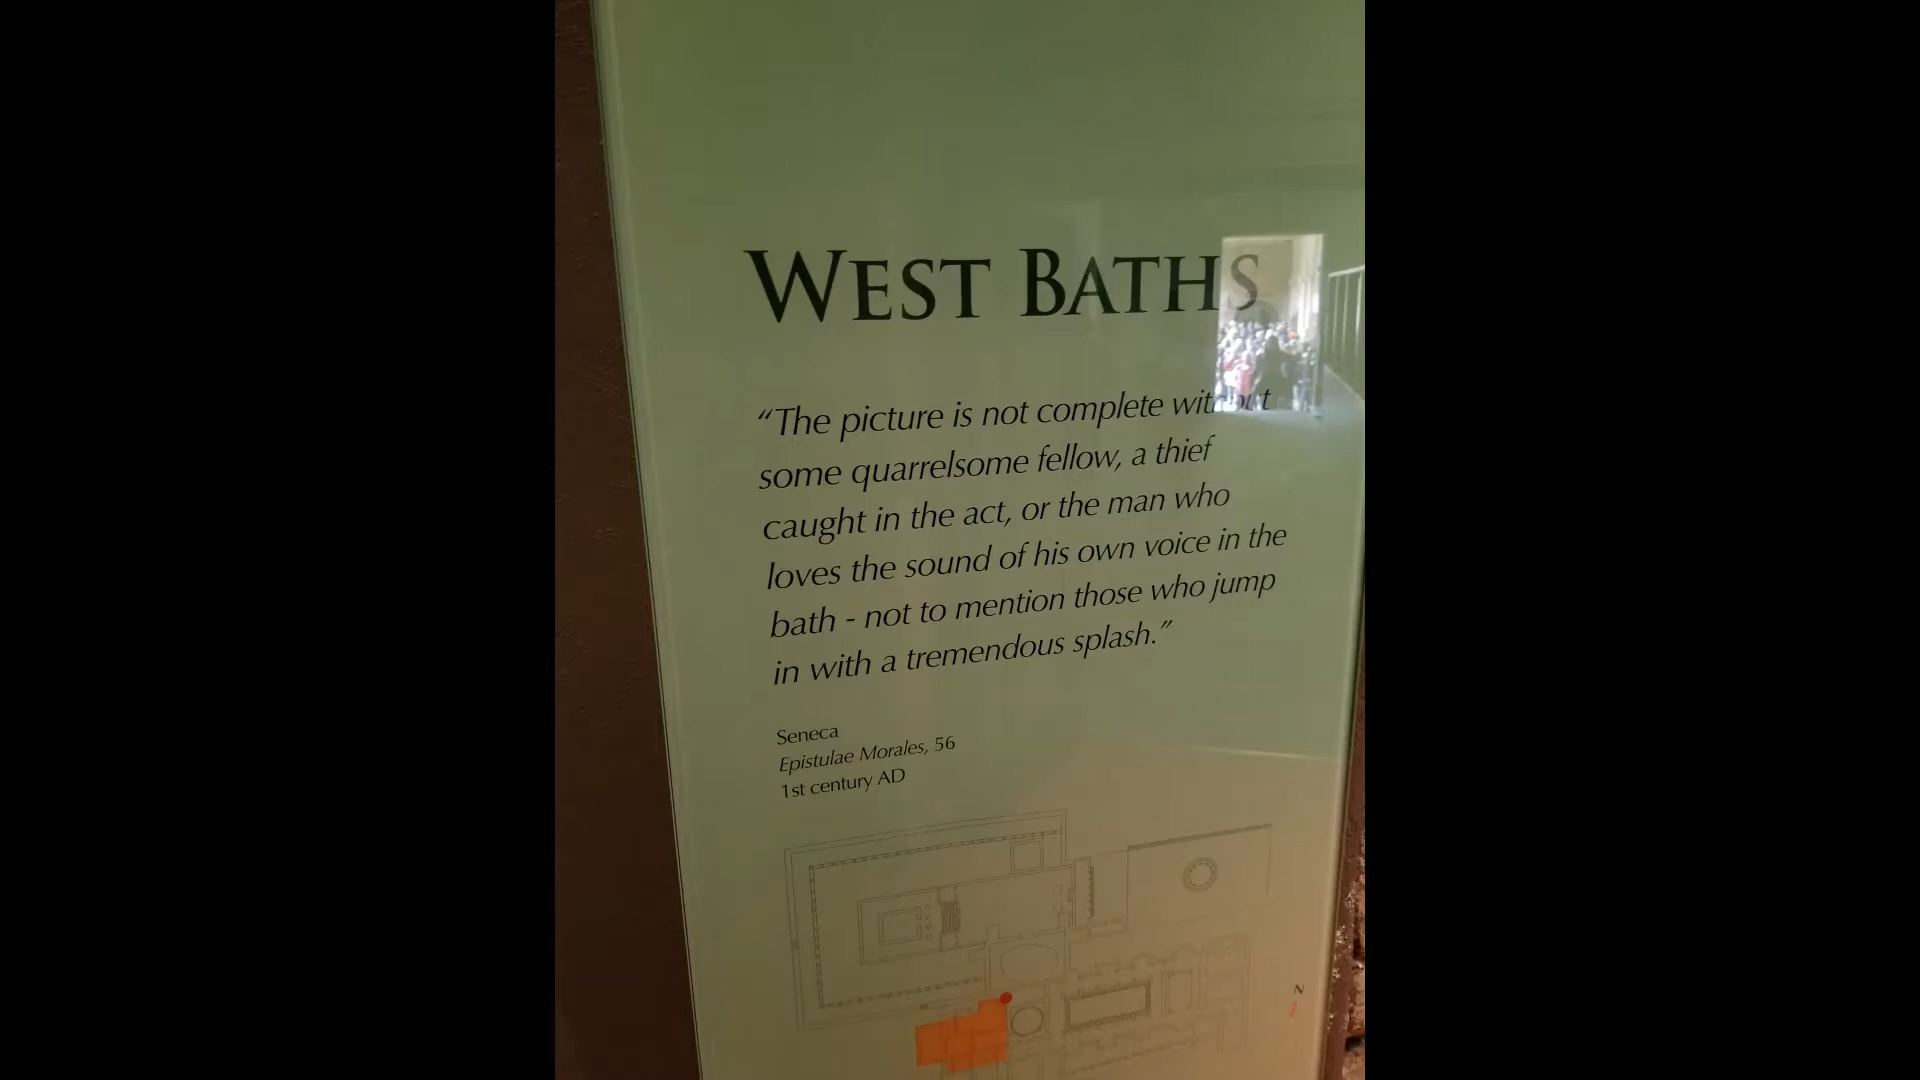 WEST BATHS
“The picture is not complete without
some quarrelsome fellow, a thief
caught in the act, or the man who
loves the sound of his own voice in the
bath - not to mention those who jump
in with a tremendous splash.”
Seneca
Epistulae Morales, 56
1st century AD
N